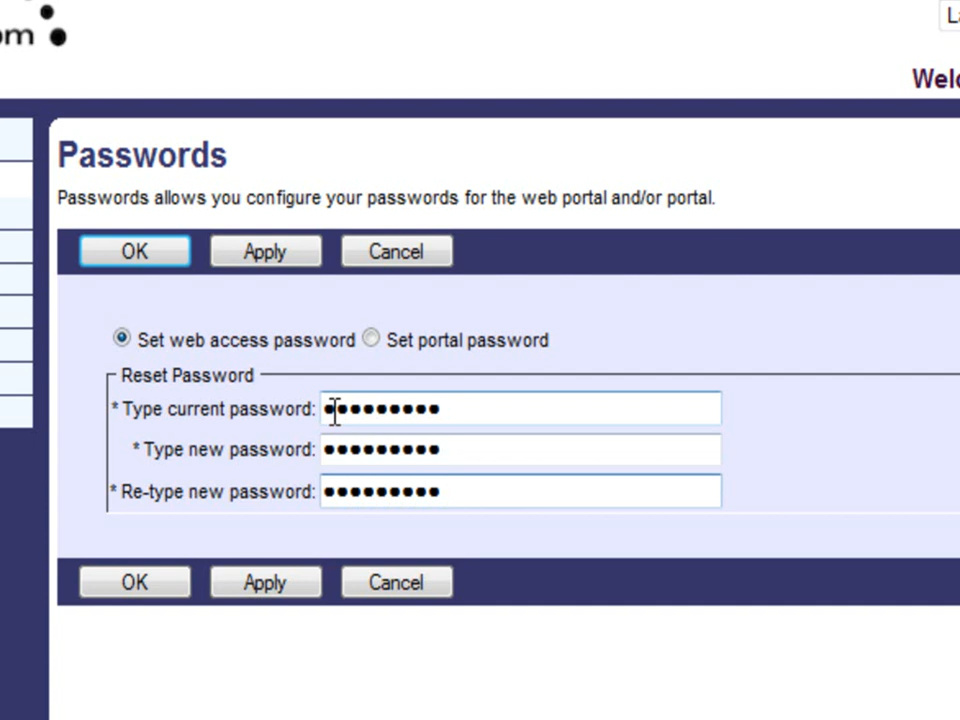 om
La
Welc
Passwords
Passwords allows you configure your passwords for the web portal and/or portal.
OK Apply Cancel
Set web access password Set portal password
Reset Password
* Type current password: ●●●●●●●●●
* Type new password: ●●●●●●●●●
* Re-type new password: ●●●●●●●●●
OK Apply Cancel